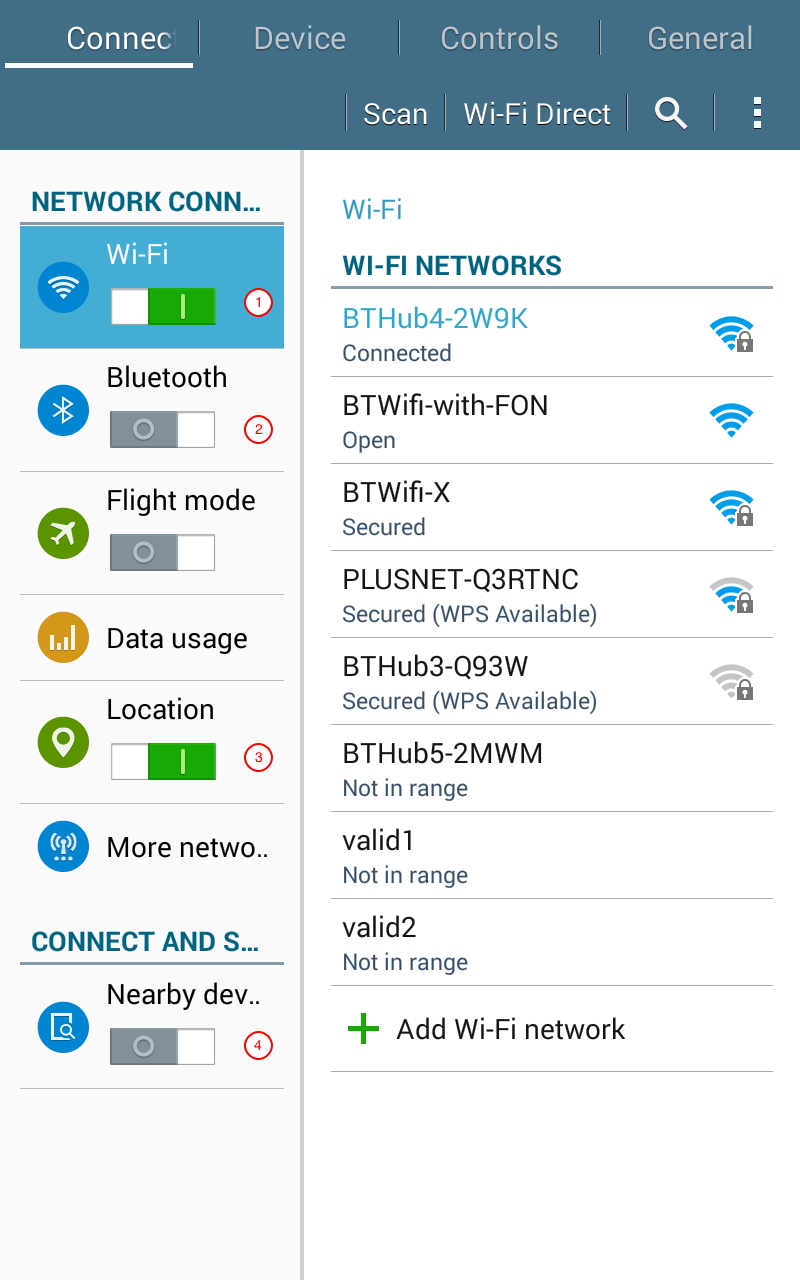 Connec
Device
Controls
General
Scan
Wi-Fi Direct
NETWORK CONN...
Wi-Fi
1
Bluetooth
2
Flight mode
Data usage
Location
3
More netwo..
CONNECT AND S...
Nearby dev..
4
Wi-Fi
WI-FI NETWORKS
BTHub4-2W9K
Connected
BTWifi-with-FON
Open
BTWifi-X
Secured
PLUSNET-Q3RTNC
Secured (WPS Available)
BTHub3-Q93W
Secured (WPS Available)
BTHub5-2MWM
Not in range
valid1
Not in range
valid2
Not in range
Add Wi-Fi network